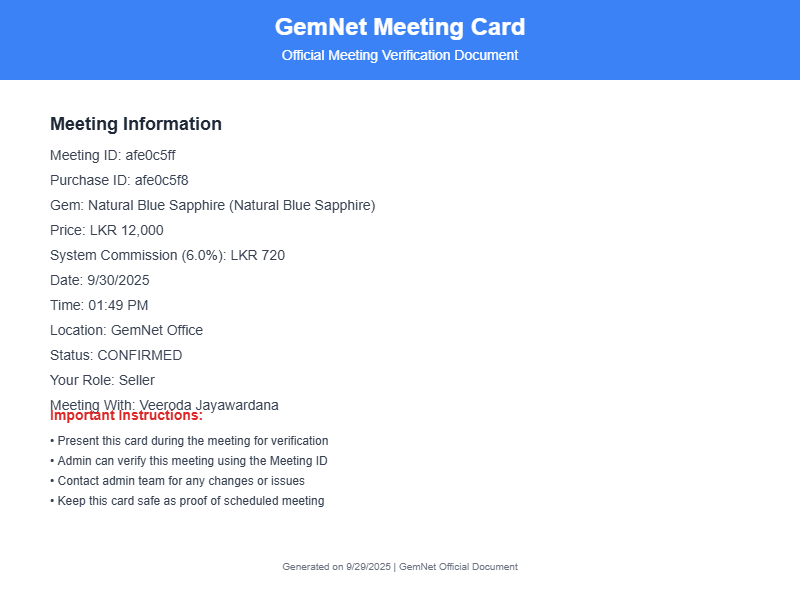 GemNet Meeting Card
Official Meeting Verification Document
Meeting Information
Meeting ID: afe0c5ff
Purchase ID: afe0c5f8
Gem: Natural Blue Sapphire (Natural Blue Sapphire)
Price: LKR 12,000
System Commission (6.0%): LKR 720
Date: 9/30/2025
Time: 01:49 PM
Location: GemNet Office
Status: CONFIRMED
Your Role: Seller
Meeting With: Veeroda Jayawardana
Important Instructions:
• Present this card during the meeting for verification
• Admin can verify this meeting using the Meeting ID
• Contact admin team for any changes or issues
• Keep this card safe as proof of scheduled meeting
Generated on 9/29/2025 | GemNet Official Document